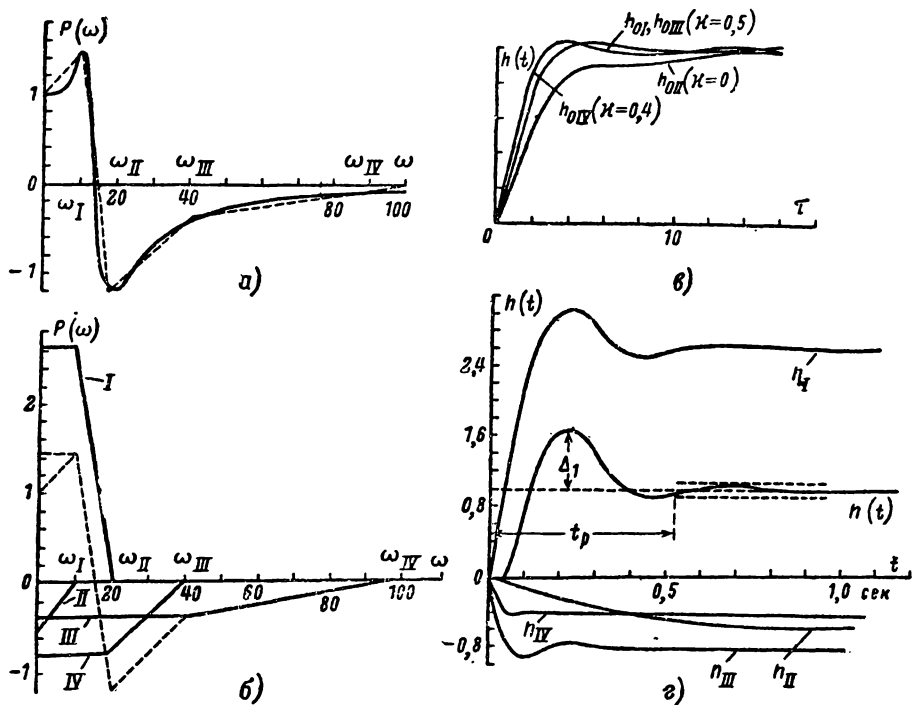 P(ω)
1
ω_II ω_III ω_IV ω
0
ω_I 20 40 80 100
-1
а)
h_0I, h_0III (ϰ=0,5)
h(t)
h_0II (ϰ=0)
h_0IV (ϰ=0,4)
τ
0 10
в)
P(ω)
I
2
1
ω_I ω_II ω_III ω_IV ω
0
20 40 60 80 100
II
III
IV
-1
б)
h(t)
2,4
h_I
1,6
Δ_1
0,8
h(t)
t_p
t
0
0,5 1,0 сек
h_IV
-0,8
h_III h_II
г)